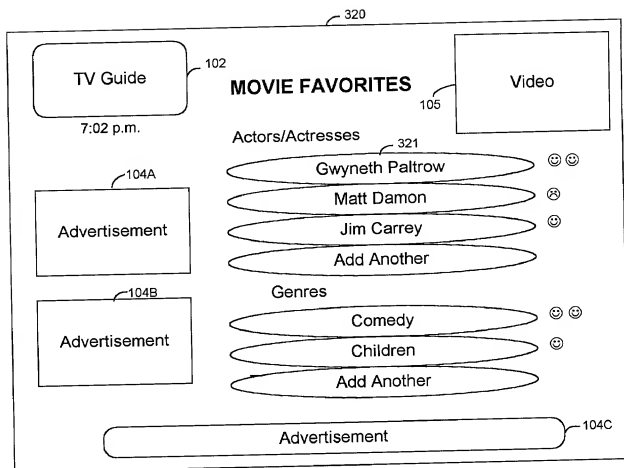 320
TV Guide
102
MOVIE FAVORITES
105
Video
7:02 p.m.
Actors/Actresses
321
Gwyneth Paltrow
104A
Matt Damon
Advertisement
Jim Carrey
Add Another
104B
Genres
Comedy
Advertisement
Children
Add Another
104C
Advertisement